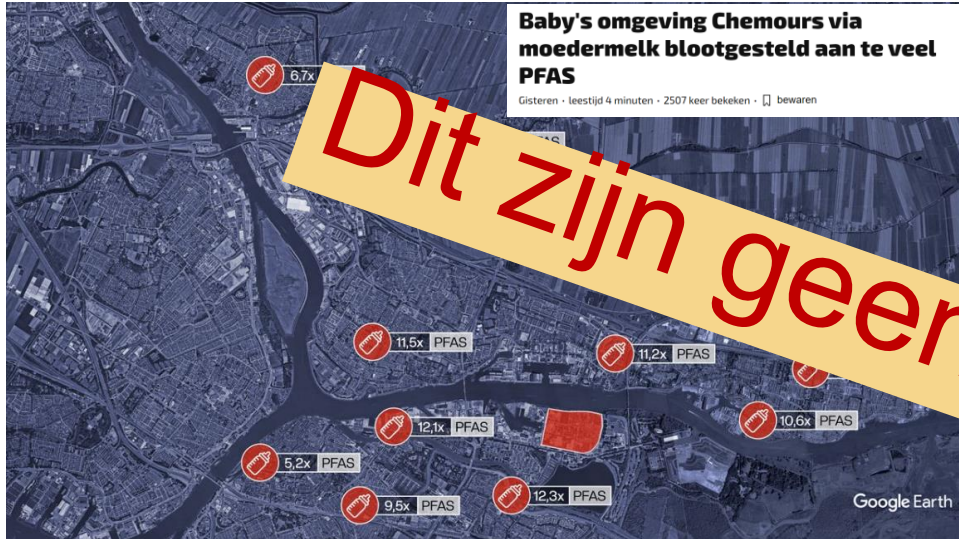 Baby's omgeving Chemours via
moedermelk blootgesteld aan te veel
PFAS
Gisteren · leestijd 4 minuten · 2507 keer bekeken · bewaren
6,7x
Dit zijn geen
11,5x PFAS
11,2x PFAS
12,1x PFAS
10,6x PFAS
5,2x PFAS
9,5x PFAS
12,3x PFAS
Google Earth